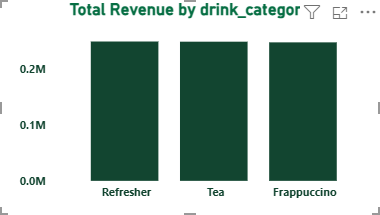 Total Revenue by drink_categor
0.2M
0.1M
0.0M
Refresher Tea Frappuccino